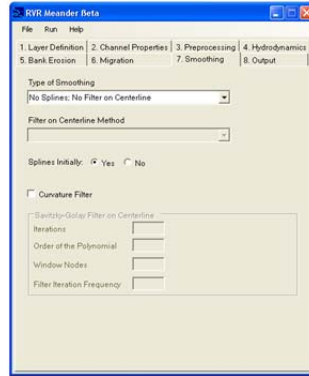 RVR Meander Beta
File Run Help
1. Layer Definition 2. Channel Properties 3. Preprocessing 4. Hydrodynamics
5. Bank Erosion 6. Migration 7. Smoothing 8. Output
Type of Smoothing
No Splines; No Filter on Centerline
Filter on Centerline Method
Splines Initially: Yes No
Curvature Filter
Savitzky-Golay Filter on Centerline
Iterations
Order of the Polynomial
Window Nodes
Filter Iteration Frequency